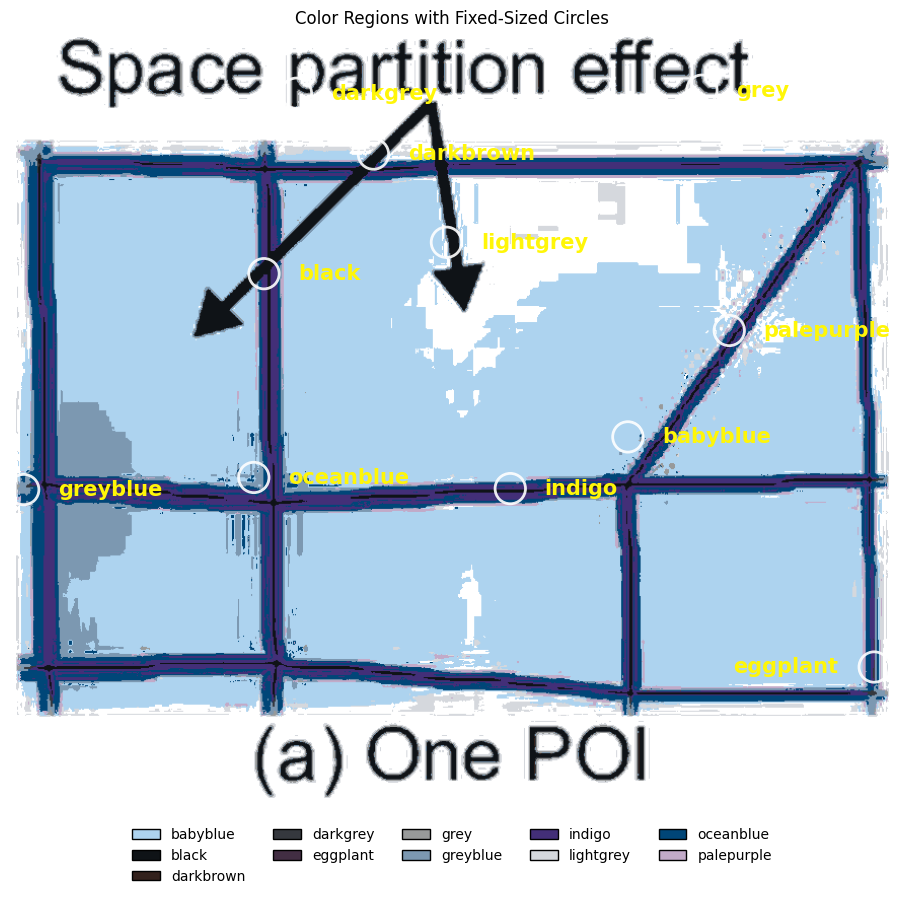 Color Regions with Fixed-Sized Circles
Space partition effect
darkgrey
grey
darkbrown
lightgrey
black
palepurple
babyblue
oceanblue
greyblue
indigo
eggplant
(a) One POI
babyblue darkgrey grey indigo oceanblue
black eggplant greyblue lightgrey palepurple
darkbrown